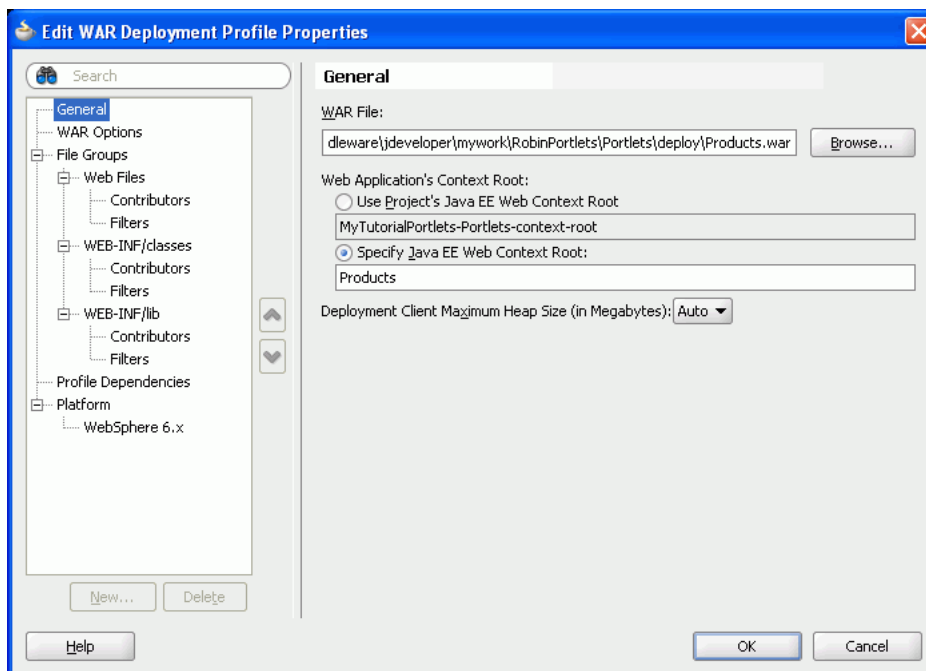 Edit WAR Deployment Profile Properties
Search
General
WAR Options
File Groups
Web Files
Contributors
Filters
WEB-INF/classes
Contributors
Filters
WEB-INF/lib
Contributors
Filters
Profile Dependencies
Platform
WebSphere 6.x
New...
Delete
General
WAR File:
dleware\jdeveloper\mywork\RobinPortlets\Portlets\deploy\Products.war
Browse...
Web Application's Context Root:
Use Project's Java EE Web Context Root
MyTutorialPortlets-Portlets-context-root
Specify Java EE Web Context Root:
Products
Deployment Client Maximum Heap Size (in Megabytes): Auto
Help
OK
Cancel